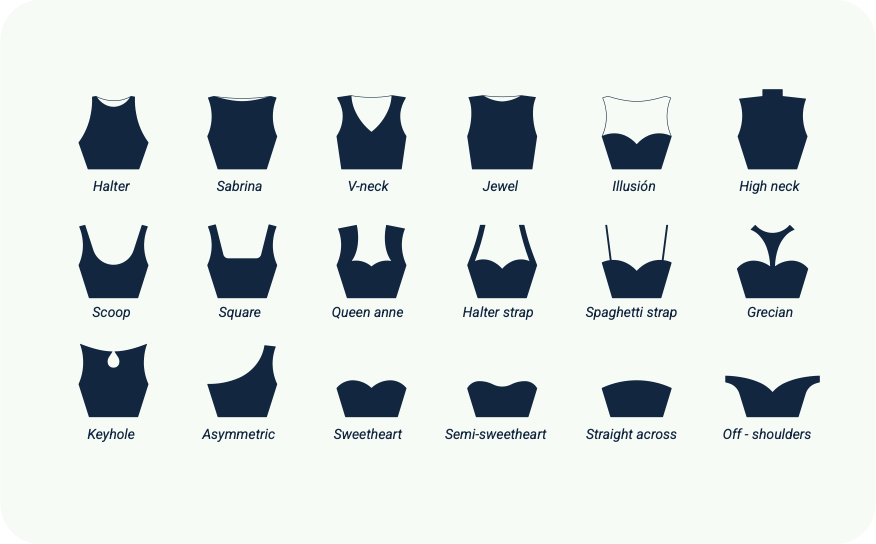 Halter
Sabrina
V-neck
Jewel
Illusión
High neck
Scoop
Square
Queen anne
Halter strap
Spaghetti strap
Grecian
Keyhole
Asymmetric
Sweetheart
Semi-sweetheart
Straight across
Off - shoulders